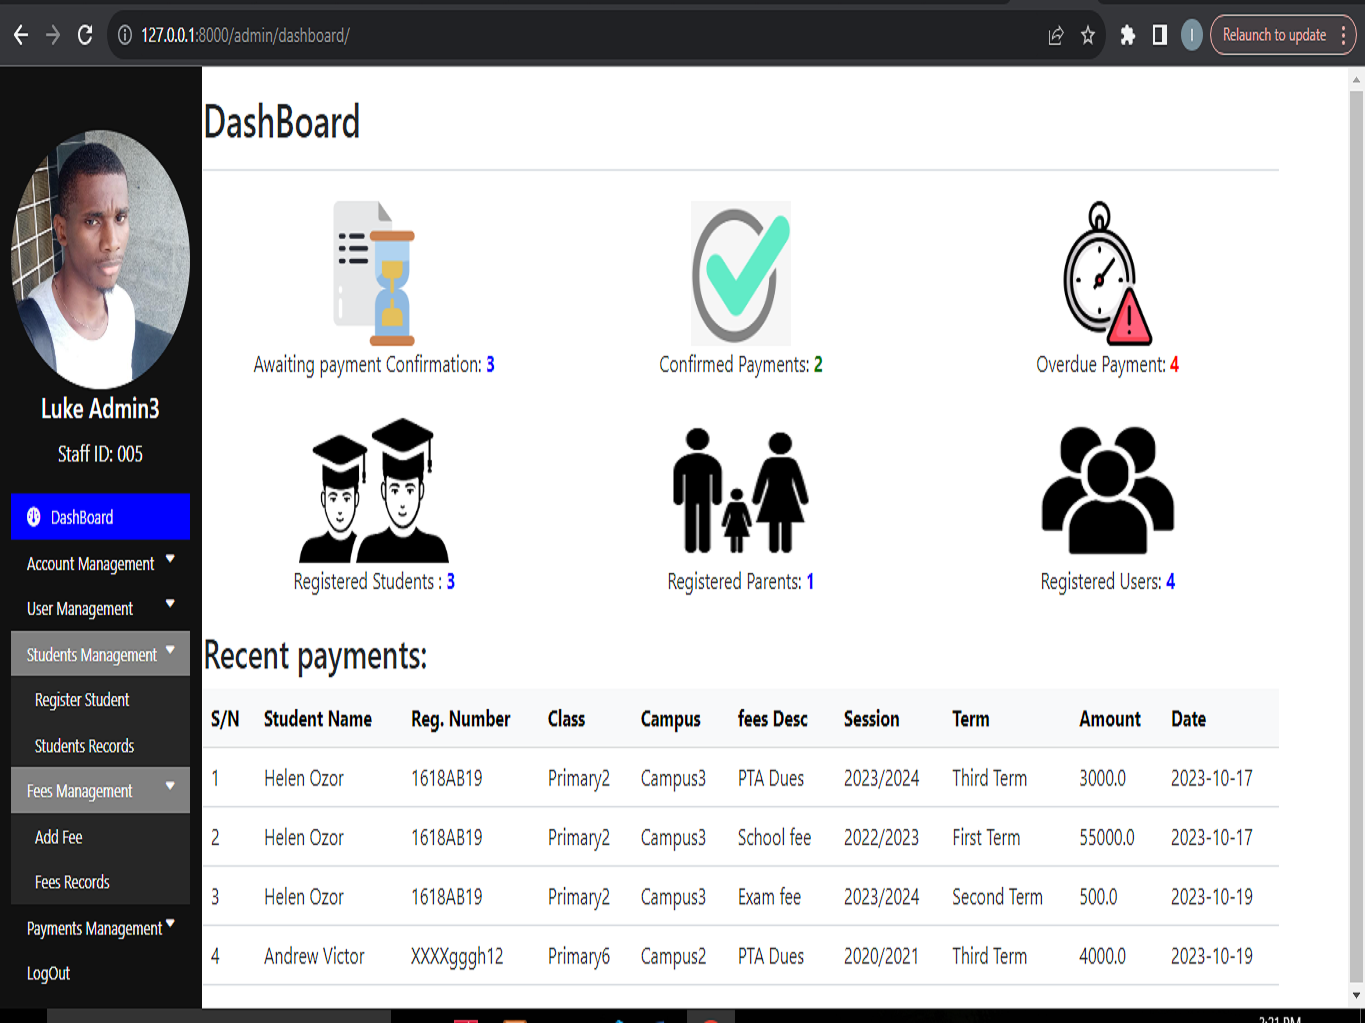 127.0.0.1:8000/admin/dashboard/
I
Relaunch to update
Luke Admin3
Staff ID: 005
DashBoard
Account Management
User Management
Students Management
Register Student
Students Records
Fees Management
Add Fee
Fees Records
Payments Management
LogOut
DashBoard
Awaiting payment Confirmation: 3
Confirmed Payments: 2
Overdue Payment: 4
Registered Students : 3
Registered Parents: 1
Registered Users: 4
Recent payments:
S/N Student Name Reg. Number Class Campus fees Desc Session Term Amount Date
1 Helen Ozor 1618AB19 Primary2 Campus3 PTA Dues 2023/2024 Third Term 3000.0 2023-10-17
2 Helen Ozor 1618AB19 Primary2 Campus3 School fee 2022/2023 First Term 55000.0 2023-10-17
3 Helen Ozor 1618AB19 Primary2 Campus3 Exam fee 2023/2024 Second Term 500.0 2023-10-19
4 Andrew Victor XXXXgggh12 Primary6 Campus2 PTA Dues 2020/2021 Third Term 4000.0 2023-10-19